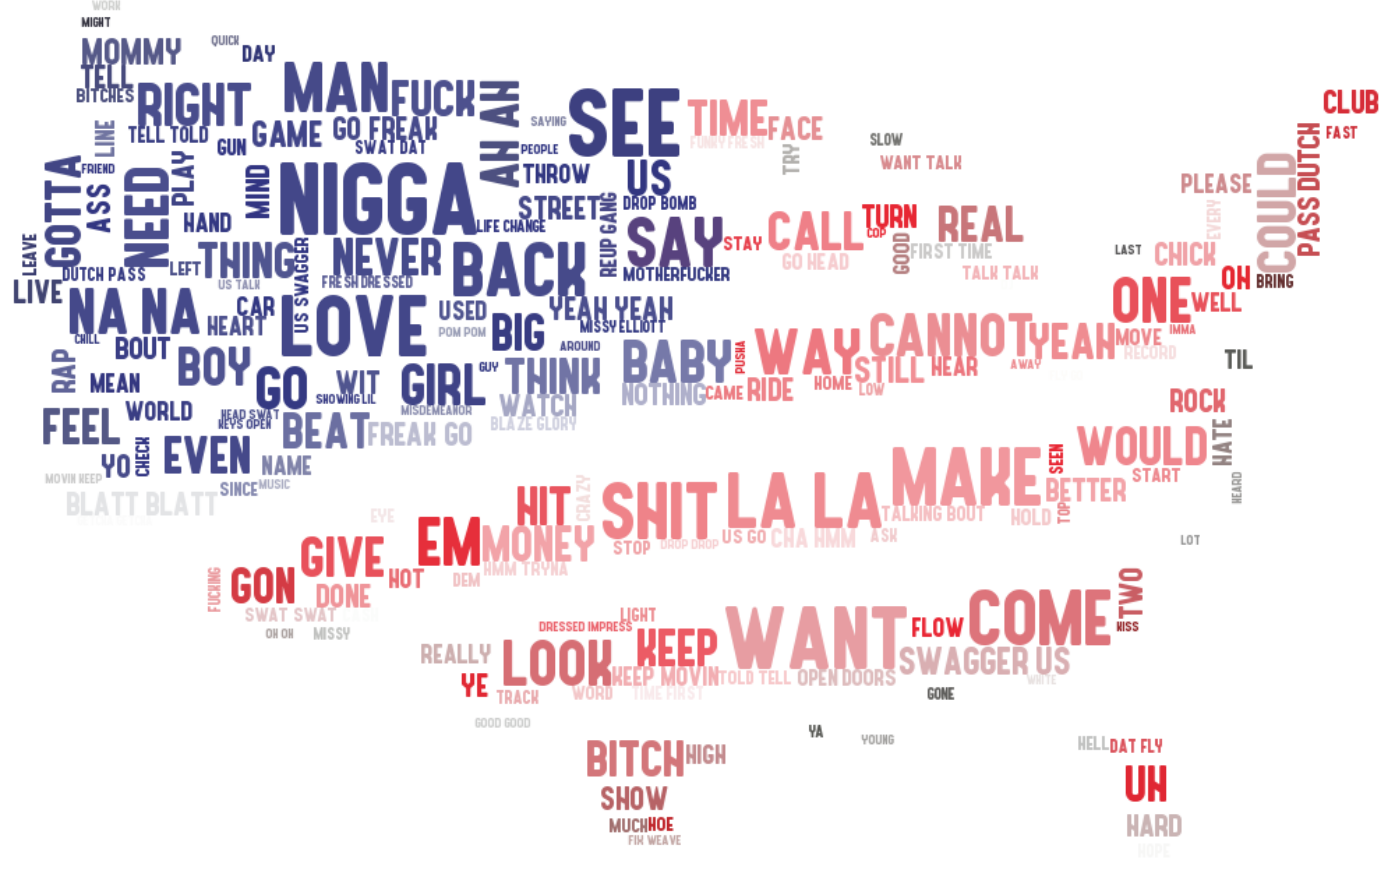 WORK
MIGHT
MOMMY
QUICK
DAY
TELL
BITCHES
RIGHT
MAN
FUCK
AH AH
SEE
TIME
FACE
CLUB
LINE
TELL TOLD
GUN
GAME
GO FREAK
SWAT DAT
SAYING
PEOPLE
FUNKY FRESH
TRY
SLOW
WANT TALK
FAST
PASS DUTCH
COULD
GOTTA
FRIEND
ASS
NEED
PLAY
MIND
NIGGA
THROW
US
STREET
DROP BOMB
REUP GANG
PLEASE
EVERY
HAND
LIFE CHANGE
SAY
STAY
CALL
TURN
COP
REAL
LEAVE
DUTCH PASS
LEFT
THING
US TALK
US SWAGGER
NEVER
FRESH DRESSED
BACK
MOTHERFUCKER
GO HEAD
GOOD
FIRST TIME
TALK TALK
LAST
CHICK
OH
BRING
LIVE
NA NA
CHILL
CAR
HEART
LOVE
USED
POM POM
BIG
YEAH YEAH
MISSY ELLIOTT
ONE
WELL
RAP
BOUT
BOY
AROUND
BABY
PUSHA
WAY
CANNOT
YEAH
MOVE
IMMA
RECORD
MEAN
GO
WIT
SHOWING LIL
GIRL
GUY
THINK
NOTHING
CAME
RIDE
HOME
STILL
LOW
HEAR
AWAY
TIL
FEEL
WORLD
HEAD SWAT
KEYS OPEN
BEAT
FREAK GO
MISDEMEANOR
WATCH
BLAZE GLORY
ROCK
YO
CHECK
EVEN
NAME
WOULD
HATE
MOVIN KEEP
BLATT BLATT
SINCE
MUSIC
MAKE
SEEN
START
BETTER
TOP
HEARD
EYE
HIT
CRAZY
SHIT
LA LA
TALKING BOUT
HOLD
EM
MONEY
STOP
DROP DROP
US GO
CHA HMM
ASK
LOT
FUCKING
GON
GIVE
DONE
HOT
DEM
HMM TRYNA
SWAT SWAT
OH OH
MISSY
LIGHT
DRESSED IMPRESS
KEEP
WANT
FLOW
COME
TWO
KISS
REALLY
LOOK
KEEP MOVIN
TOLD TELL
OPEN DOORS
SWAGGER US
WHITE
YE
TRACK
WORD
TIME FIRST
GONE
GOOD GOOD
YA
YOUNG
BITCH
HIGH
HELL
DAT FLY
SHOW
UH
MUCH
HOE
FIX WEAVE
HARD
HOPE